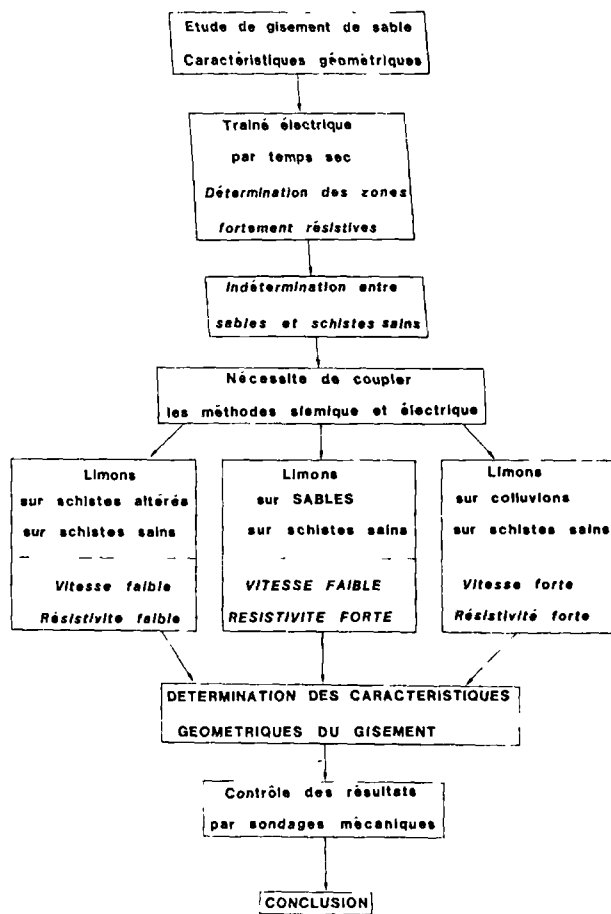 Etude de gisement de sable
Caractéristiques géométriques
Traîné électrique
par temps sec
Détermination des zones
fortement résistives
Indétermination entre
sables et schistes sains
Nécessite de coupler
les méthodes sismique et électrique
Limons
sur schistes altérés
sur schistes sains
Vitesse faible
Résistivite faible
Limons
sur SABLES
sur schistes sains
VITESSE FAIBLE
RESISTIVITE FORTE
Limons
sur colluvions
sur schistes sains
Vitesse forte
Résistivité forte
DETERMINATION DES CARACTERISTIQUES
GEOMETRIQUES DU GISEMENT
Contrôle des résultats
par sondages mécaniques
CONCLUSION